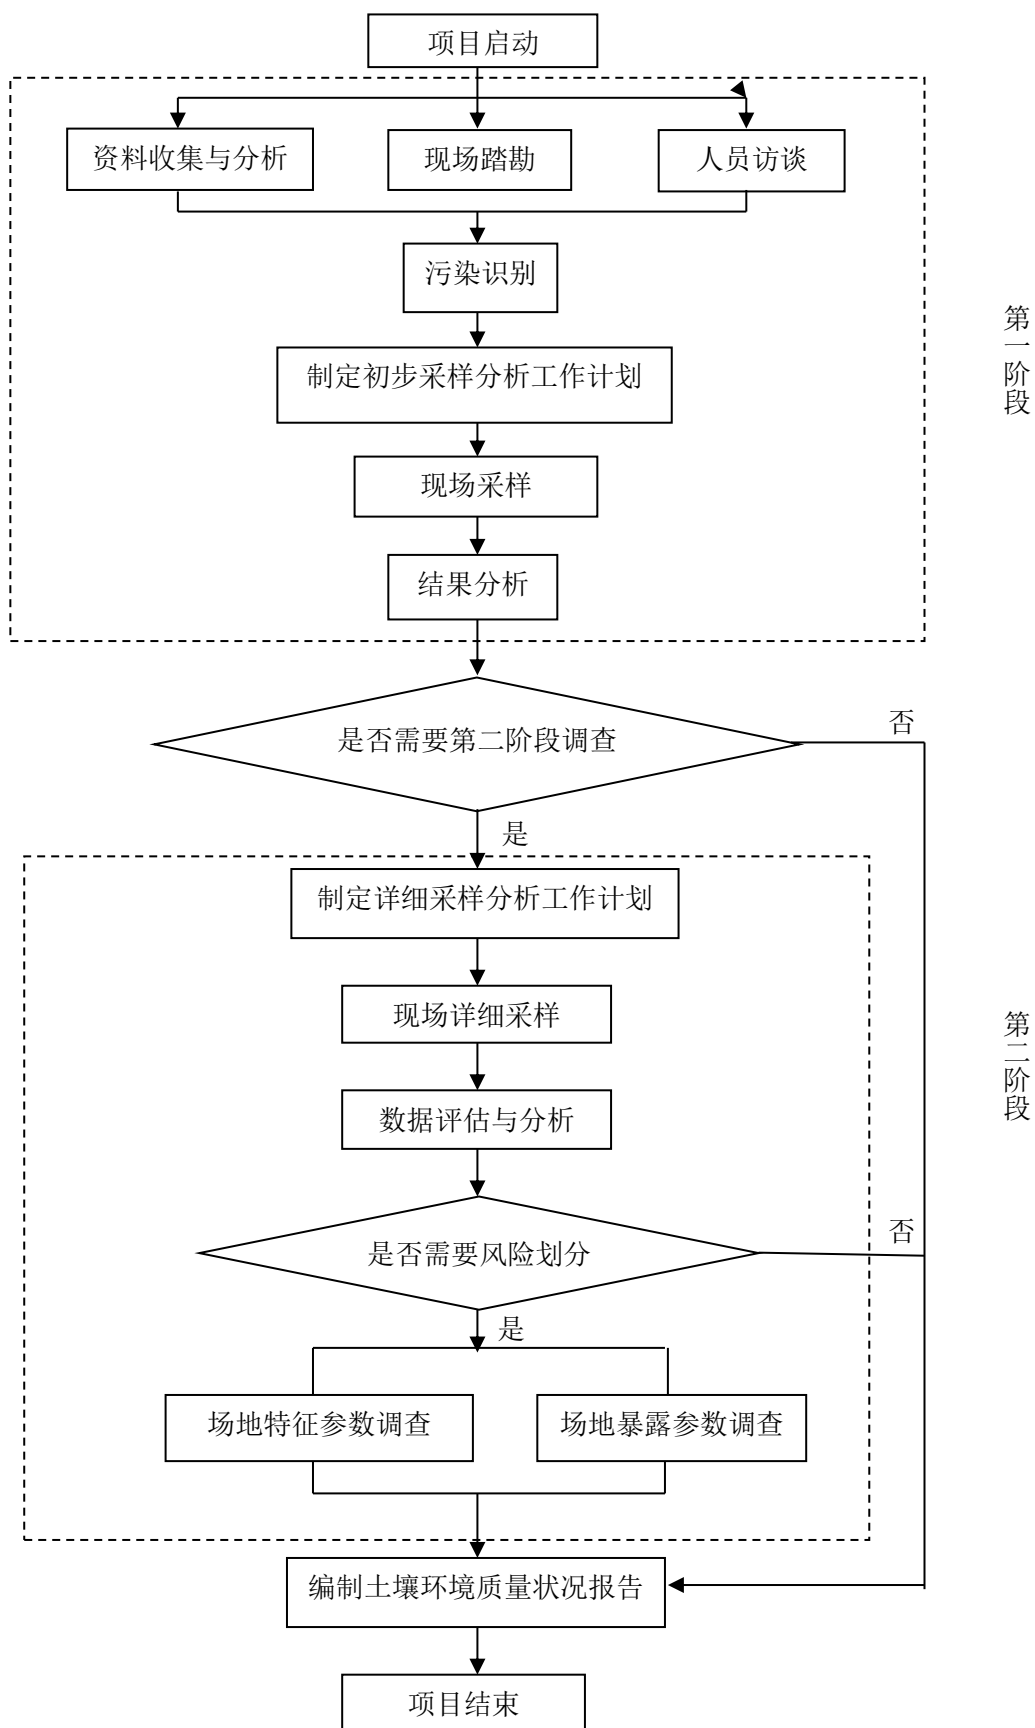 项目启动
资料收集与分析
现场踏勘
人员访谈
污染识别
制定初步采样分析工作计划
现场采样
结果分析
第一阶段
是否需要第二阶段调查
否
是
制定详细采样分析工作计划
现场详细采样
数据评估与分析
第二阶段
是否需要风险划分
否
是
场地特征参数调查
场地暴露参数调查
编制土壤环境质量状况报告
项目结束